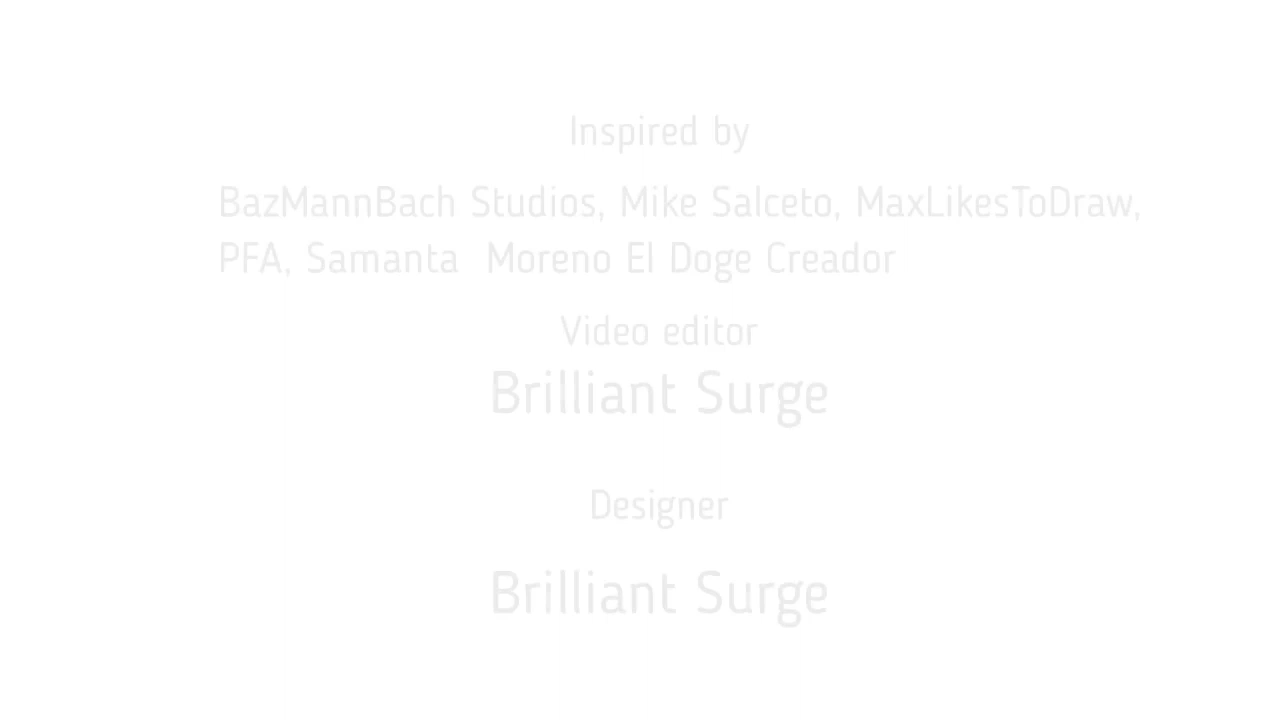 Inspired by
BazMannBach Studios, Mike Salceto, MaxLikesToDraw,
PFA, Samanta  Moreno El Doge Creador
Video editor
Brilliant Surge
Designer
Brilliant Surge